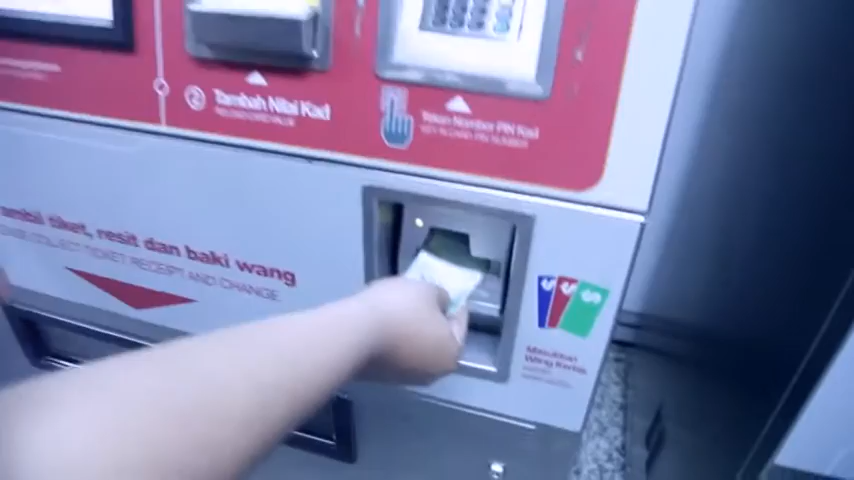 2 Tambah Nilai Kad
RELOAD CARD VALUE
Tekan Nombor PIN Kad
KEY IN CARD PIN NUMBER
ambil tiket, resit dan baki wang
COLLECT TICKET, RECEIPT AND CHANGE
$ $ $
Masukkan
Wang Kertas